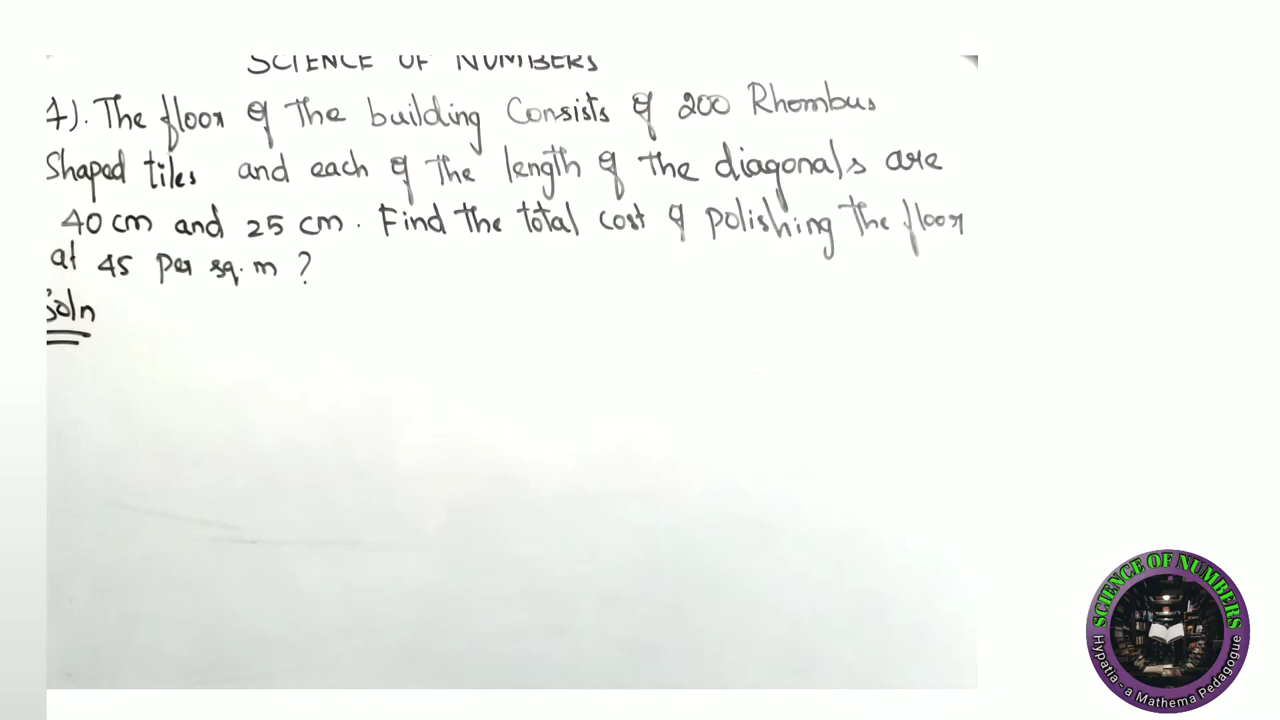 SCIENCE OF NUMBERS
7). The floor of the building Consists of 200 Rhombus
Shaped tiles and each of the length of the diagonals are
40 cm and 25 cm. Find the total cost of polishing the floor
at 45 per sq. m ?
Soln
SCIENCE OF NUMBERS
Hypatia - a Mathema Pedagogue